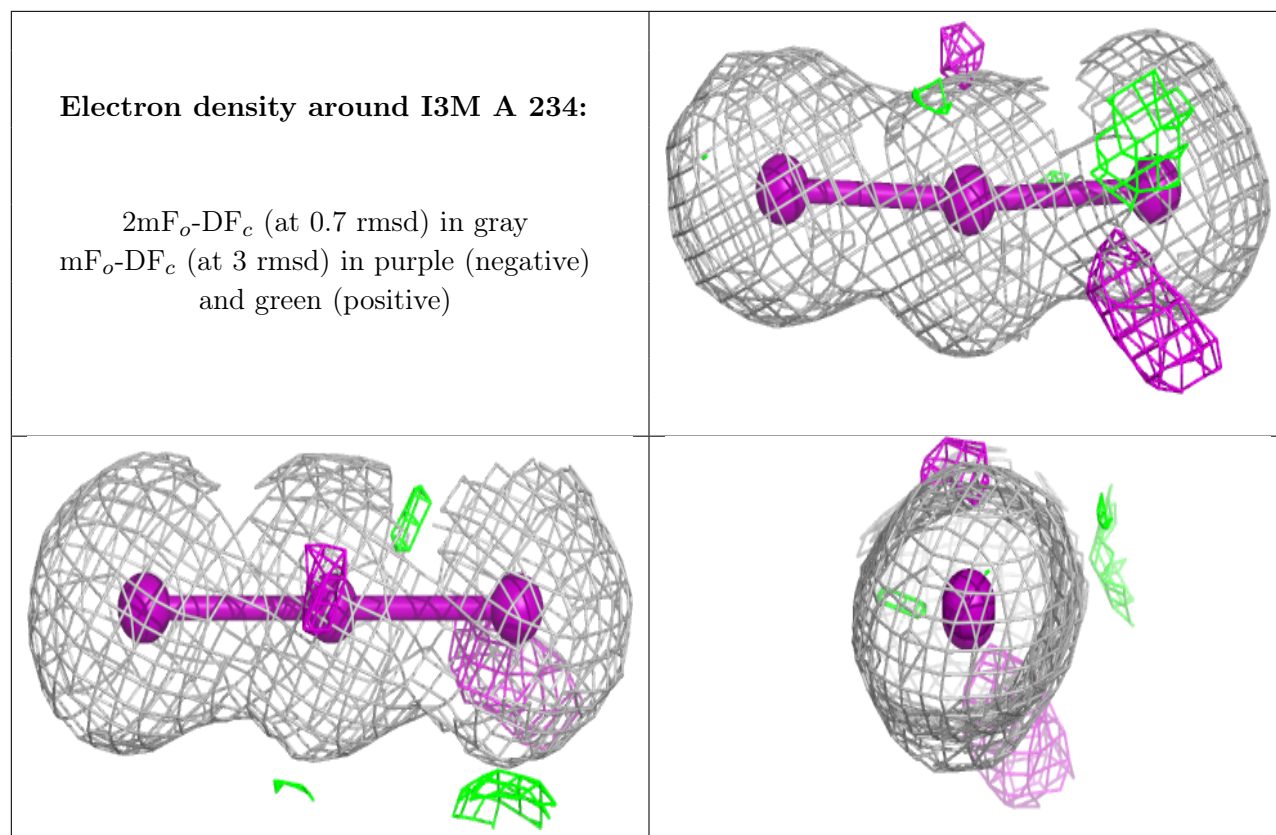 Electron density around I3M A 234:
2mFo-DFc (at 0.7 rmsd) in gray
mFo-DFc (at 3 rmsd) in purple (negative)
and green (positive)